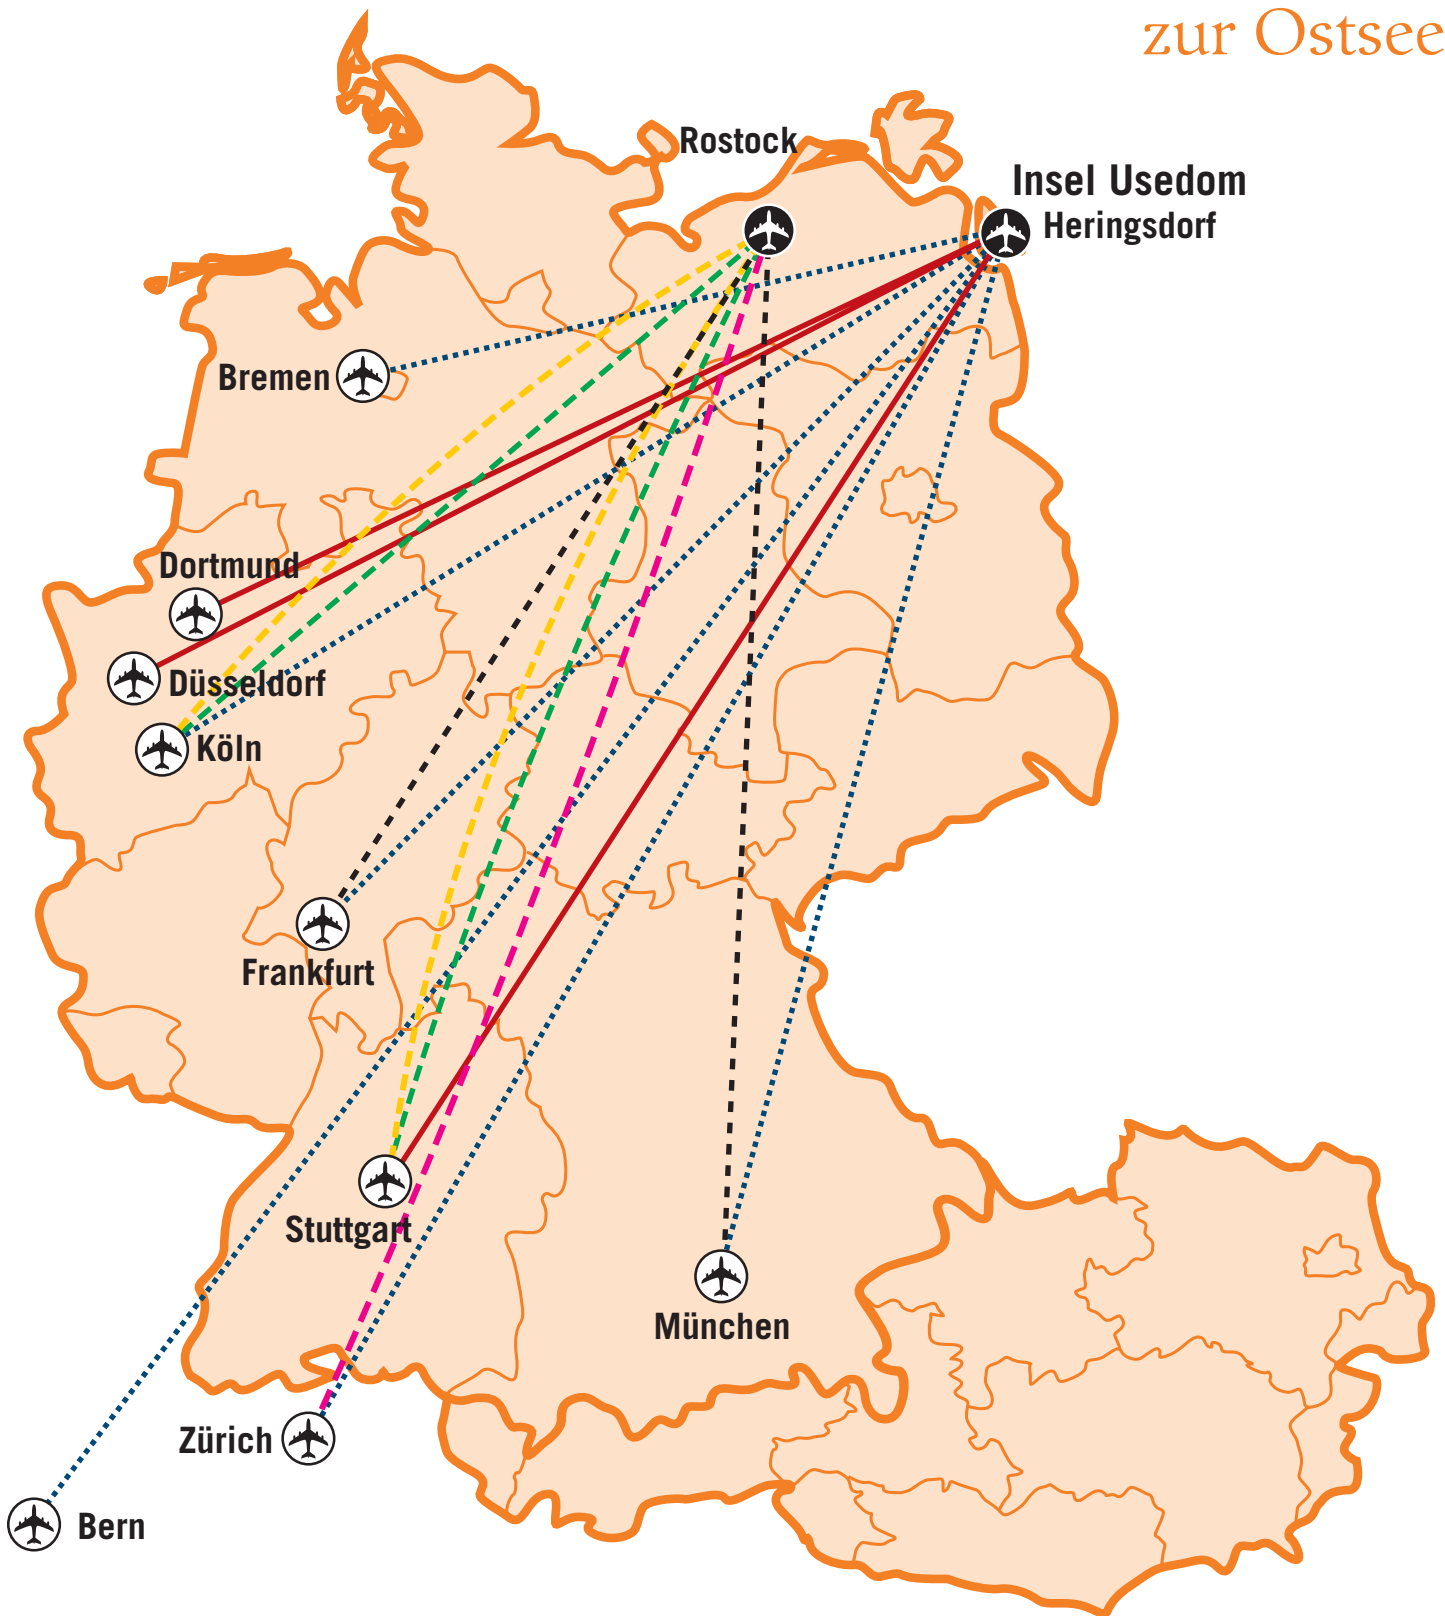 zur Ostsee
Rostock
Insel Usedom
Heringsdorf
Bremen
Dortmund
Düsseldorf
Köln
Frankfurt
Stuttgart
München
Zürich
Bern